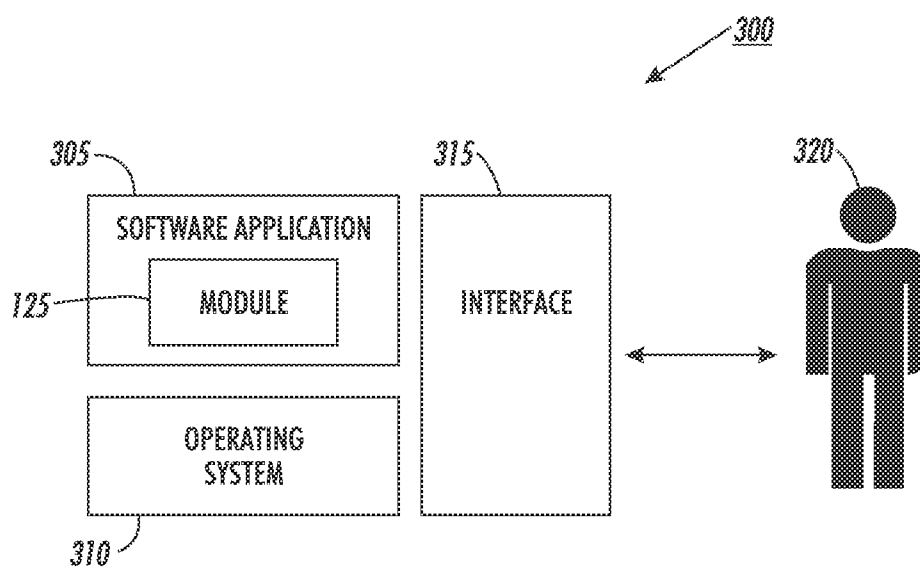 300
305
315
320
SOFTWARE APPLICATION
125
MODULE
INTERFACE
OPERATING
SYSTEM
310